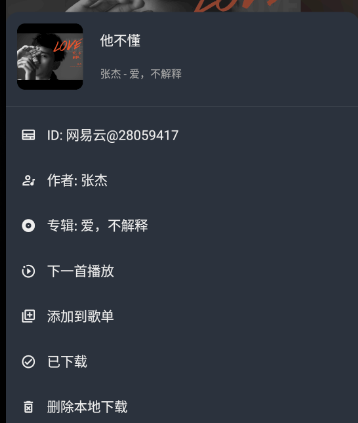 LOVE
他不懂
张杰 - 爱，不解释
ID: 网易云@28059417
作者: 张杰
专辑: 爱，不解释
下一首播放
添加到歌单
已下载
删除本地下载